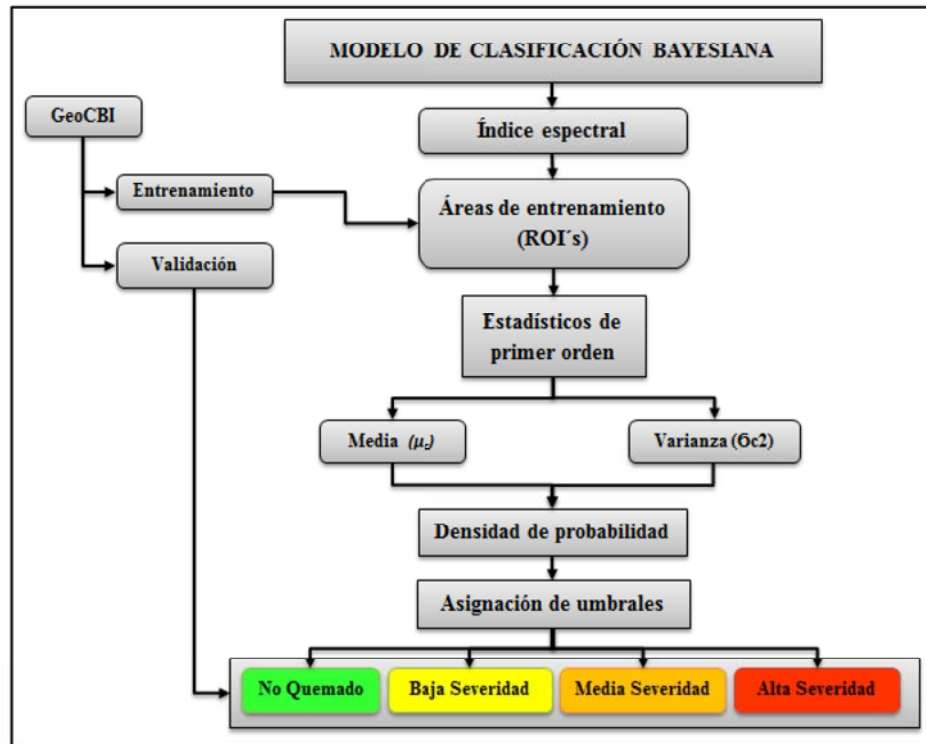 MODELO DE CLASIFICACIÓN BAYESIANA
GeoCBI
Índice espectral
Entrenamiento
Áreas de entrenamiento
(ROI´s)
Validación
Estadísticos de
primer orden
Media (μc)
Varianza (Ϭc2)
Densidad de probabilidad
Asignación de umbrales
No Quemado
Baja Severidad
Media Severidad
Alta Severidad